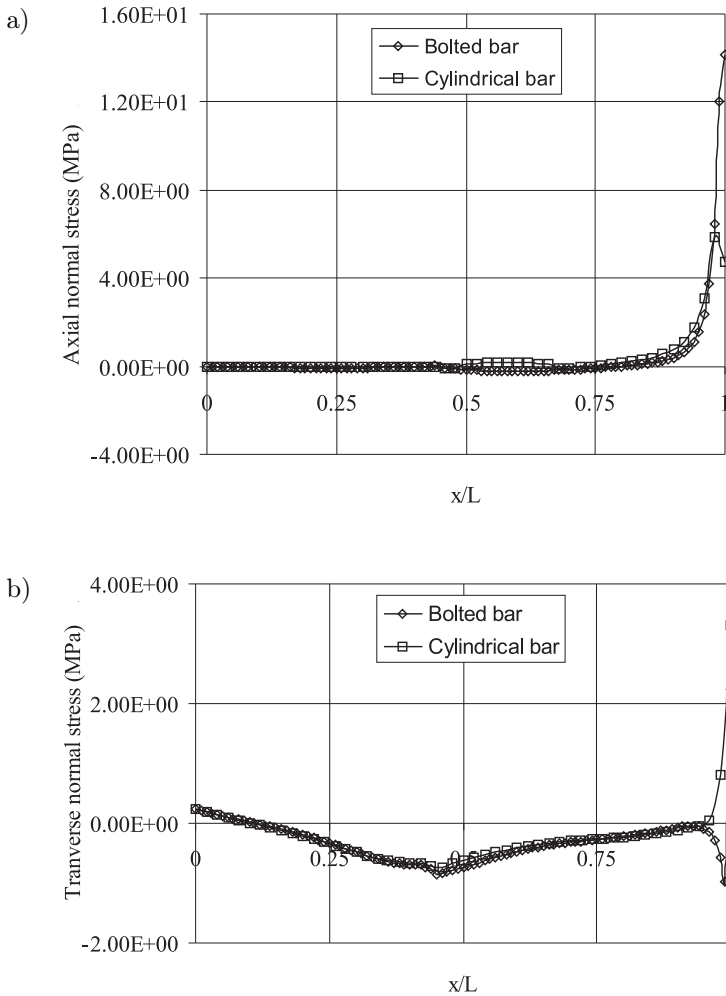 a)
1.60E+01
Bolted bar
Cylindrical bar
1.20E+01
8.00E+00
4.00E+00
0.00E+00
0
0.25
0.5
0.75
1
-4.00E+00
Axial normal stress (MPa)
x/L
b)
4.00E+00
Bolted bar
Cylindrical bar
2.00E+00
0.00E+00
0
0.25
0.5
0.75
-2.00E+00
Tranverse normal stress (MPa)
x/L